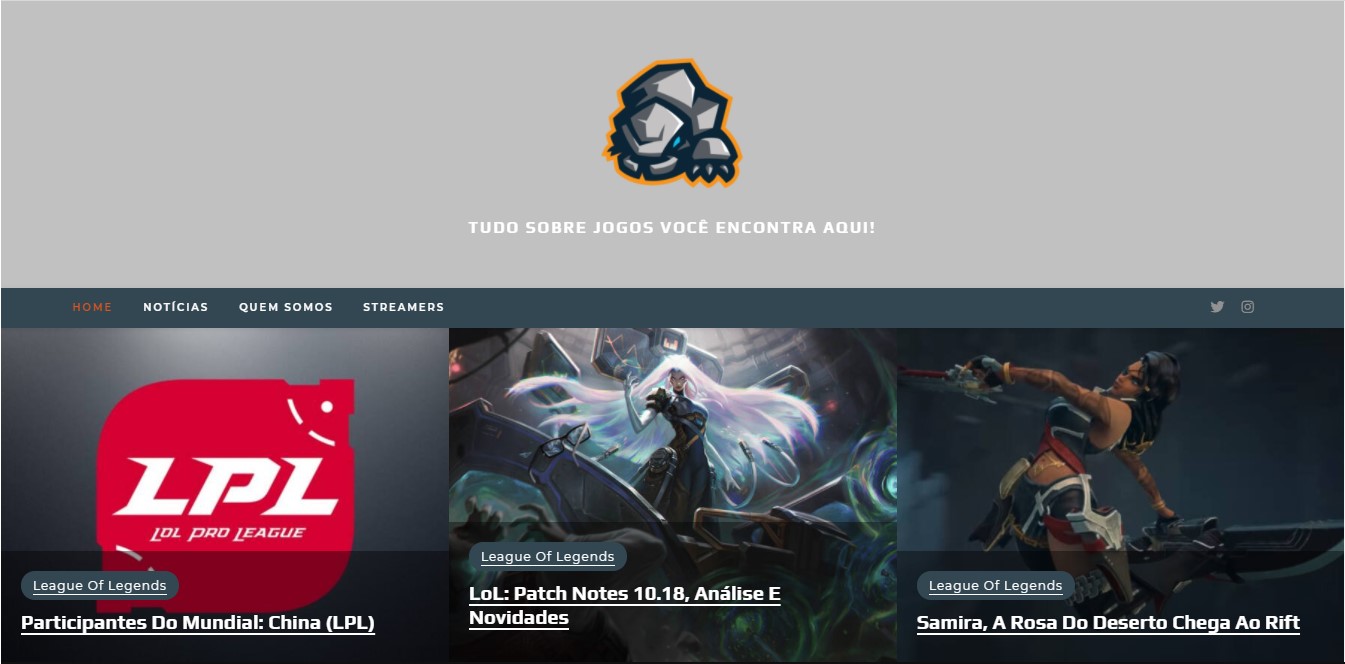 TUDO SOBRE JOGOS VOCÊ ENCONTRA AQUI!
HOME NOTÍCIAS QUEM SOMOS STREAMERS
LPL
LOL PRO LEAGUE
League Of Legends
Participantes Do Mundial: China (LPL)
League Of Legends
LoL: Patch Notes 10.18, Análise E
Novidades
League Of Legends
Samira, A Rosa Do Deserto Chega Ao Rift